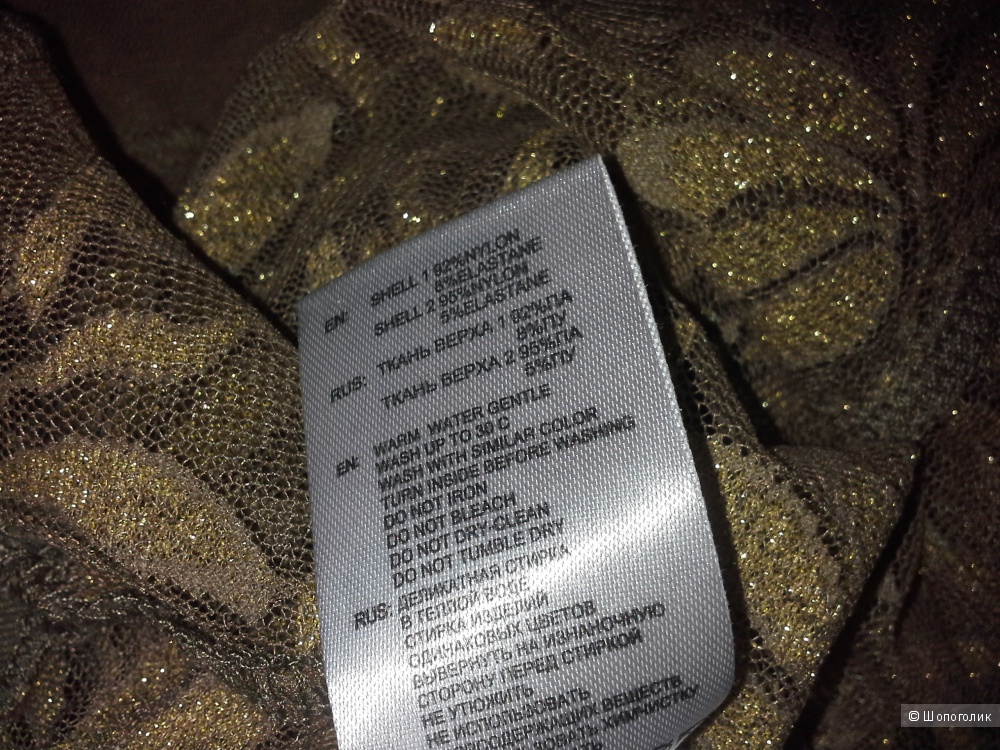 EN: SHELL 1 92%NYLON
8%ELASTANE
SHELL 2 95%NYLON
5%ELASTANE
RUS: ТКАНЬ ВЕРХА 1 92%ПА
8%ПУ
ТКАНЬ ВЕРХА 2 95%ПА
5%ПУ
EN: WARM WATER GENTLE
WASH UP TO 30 C
WASH WITH SIMILAR COLOR
TURN INSIDE BEFORE WASHING
DO NOT IRON
DO NOT BLEACH
DO NOT DRY-CLEAN
DO NOT TUMBLE DRY
RUS: ДЕЛИКАТНАЯ СТИРКА
В ТЕПЛОЙ ВОДЕ
СТИРКА ИЗДЕЛИЙ
ОДИНАКОВЫХ ЦВЕТОВ
ВЫВЕРНУТЬ НА ИЗНАНОЧНУЮ
СТОРОНУ ПЕРЕД СТИРКОЙ
НЕ УТЮЖИТЬ
НЕ ИСПОЛЬЗОВАТЬ
ВЕЩЕСТВ
ХИМЧИСТКУ
© Шопоголик